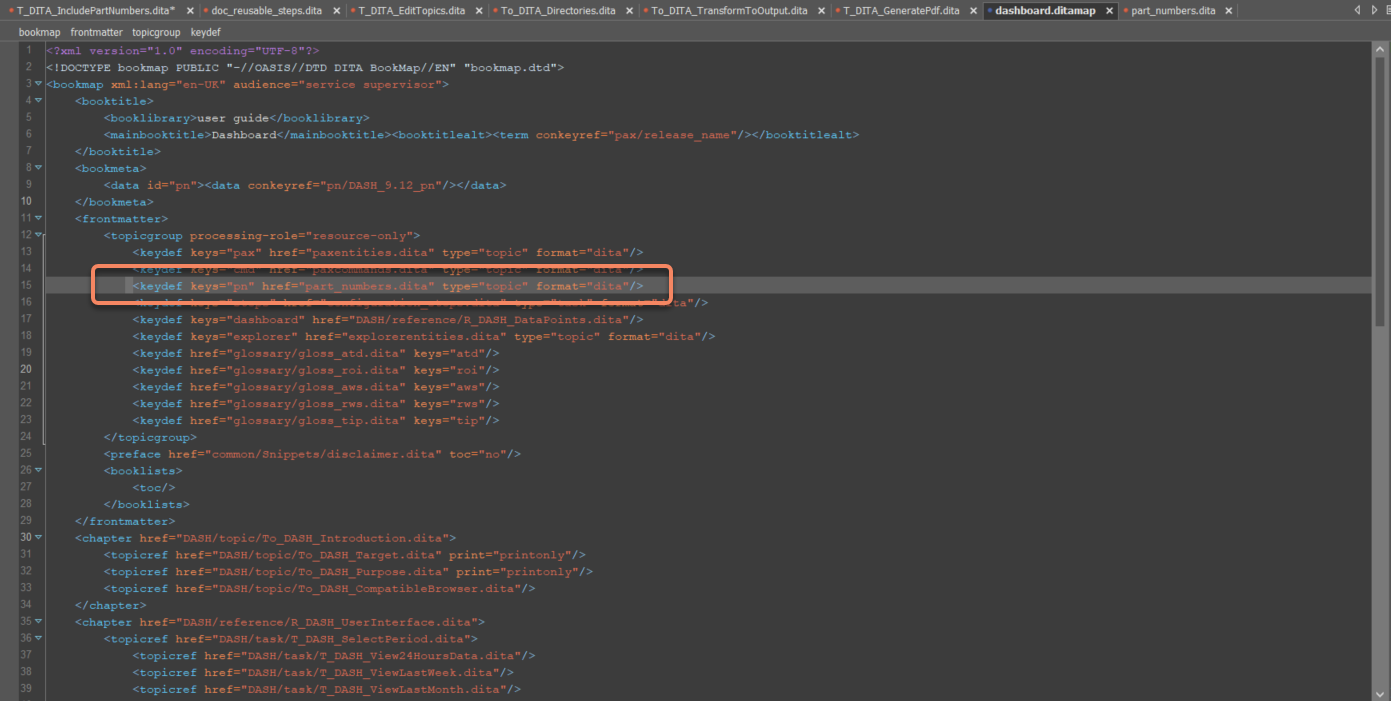 T_DITA_IncludePartNumbers.dita* × doc_reusable_steps.dita × T_DITA_EditTopics.dita × To_DITA_Directories.dita × To_DITA_TransformToOutput.dita × T_DITA_GeneratePdf.dita × dashboard.ditamap × part_numbers.dita ×
bookmap frontmatter topicgroup keydef
1 <?xml version="1.0" encoding="UTF-8"?>
2 <!DOCTYPE bookmap PUBLIC "-//OASIS//DTD DITA BookMap//EN" "bookmap.dtd">
3 <bookmap xml:lang="en-UK" audience="service supervisor">
4 <booktitle>
5 <booklibrary>user guide</booklibrary>
6 <mainbooktitle>Dashboard</mainbooktitle><booktitlealt><term conkeyref="pax/release_name"/></booktitlealt>
7 </booktitle>
8 <bookmeta>
9 <data id="pn"><data conkeyref="pn/DASH_9.12_pn"/></data>
10 </bookmeta>
11 <frontmatter>
12 <topicgroup processing-role="resource-only">
13 <keydef keys="pax" href="paxentities.dita" type="topic" format="dita"/>
14 <keydef keys="cmd" href="paxcommands.dita" type="topic" format="dita"/>
15 <keydef keys="pn" href="part_numbers.dita" type="topic" format="dita"/>
16 <keydef keys="steps" type="task" format="dita"/>
17 <keydef keys="dashboard" href="DASH/reference/R_DASH_DataPoints.dita"/>
18 <keydef keys="explorer" href="explorerentities.dita" type="topic" format="dita"/>
19 <keydef href="glossary/gloss_atd.dita" keys="atd"/>
20 <keydef href="glossary/gloss_roi.dita" keys="roi"/>
21 <keydef href="glossary/gloss_aws.dita" keys="aws"/>
22 <keydef href="glossary/gloss_rws.dita" keys="rws"/>
23 <keydef href="glossary/gloss_tip.dita" keys="tip"/>
24 </topicgroup>
25 <preface href="common/Snippets/disclaimer.dita" toc="no"/>
26 <booklists>
27 <toc/>
28 </booklists>
29 </frontmatter>
30 <chapter href="DASH/topic/To_DASH_Introduction.dita">
31 <topicref href="DASH/topic/To_DASH_Target.dita" print="printonly"/>
32 <topicref href="DASH/topic/To_DASH_Purpose.dita" print="printonly"/>
33 <topicref href="DASH/topic/To_DASH_CompatibleBrowser.dita"/>
34 </chapter>
35 <chapter href="DASH/reference/R_DASH_UserInterface.dita">
36 <topicref href="DASH/task/T_DASH_SelectPeriod.dita">
37 <topicref href="DASH/task/T_DASH_View24HoursData.dita"/>
38 <topicref href="DASH/task/T_DASH_ViewLastWeek.dita"/>
39 <topicref href="DASH/task/T_DASH_ViewLastMonth.dita"/>